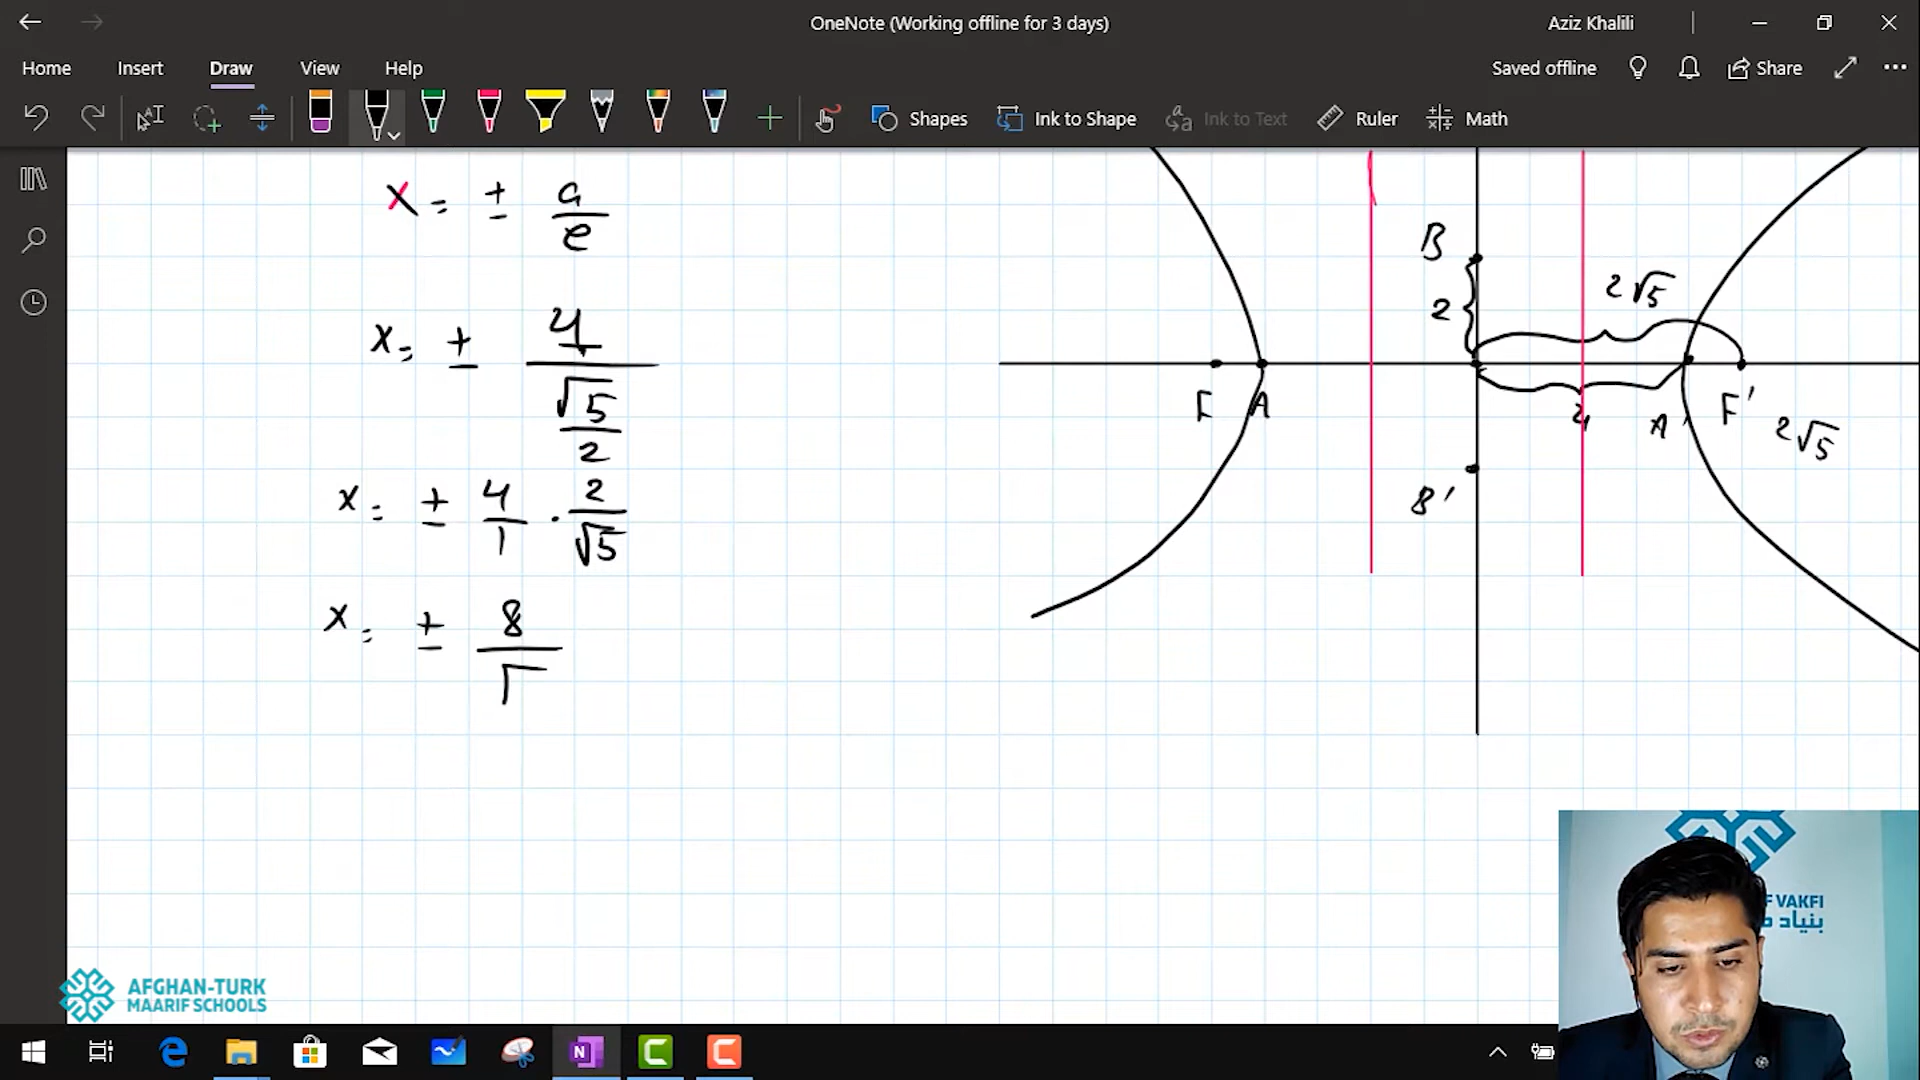 OneNote (Working offline for 3 days)
Aziz Khalili
Home Insert Draw View Help
Saved offline Share
Shapes Ink to Shape Ink to Text Ruler Math
x = ± a/e
x = ± 4/(√5/2)
x = ± 4/1 · 2/√5
x = ± 8/√
B
2
2√5
F A
4
A' F' 2√5
B'
F VAKFI
بنیاد
AFGHAN-TURK
MAARIF SCHOOLS